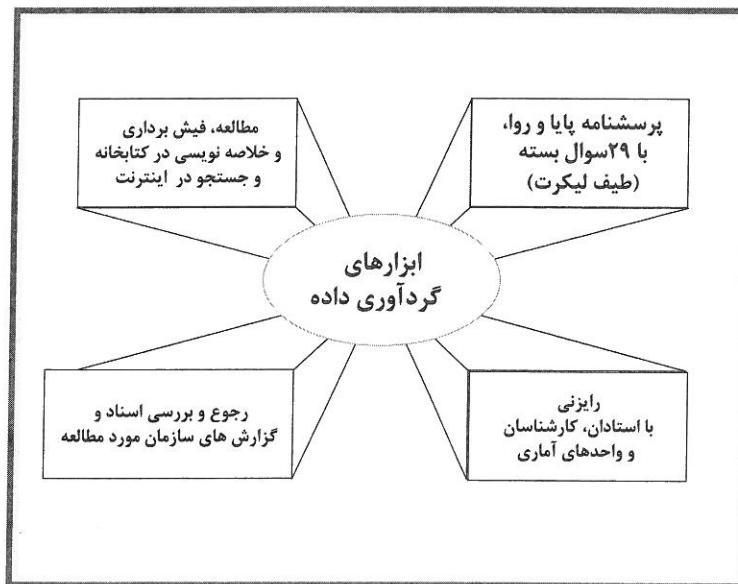 پرسشنامه پایا و روا،
با ۲۹سوال بسته
(طیف لیکرت)
مطالعه، فیش برداری
و خلاصه نویسی در کتابخانه
و جستجو در اینترنت
ابزارهای
گردآوری داده
رایزنی
با استادان، کارشناسان
و واحدهای آماری
رجوع و بررسی اسناد و
گزارش های سازمان مورد مطالعه